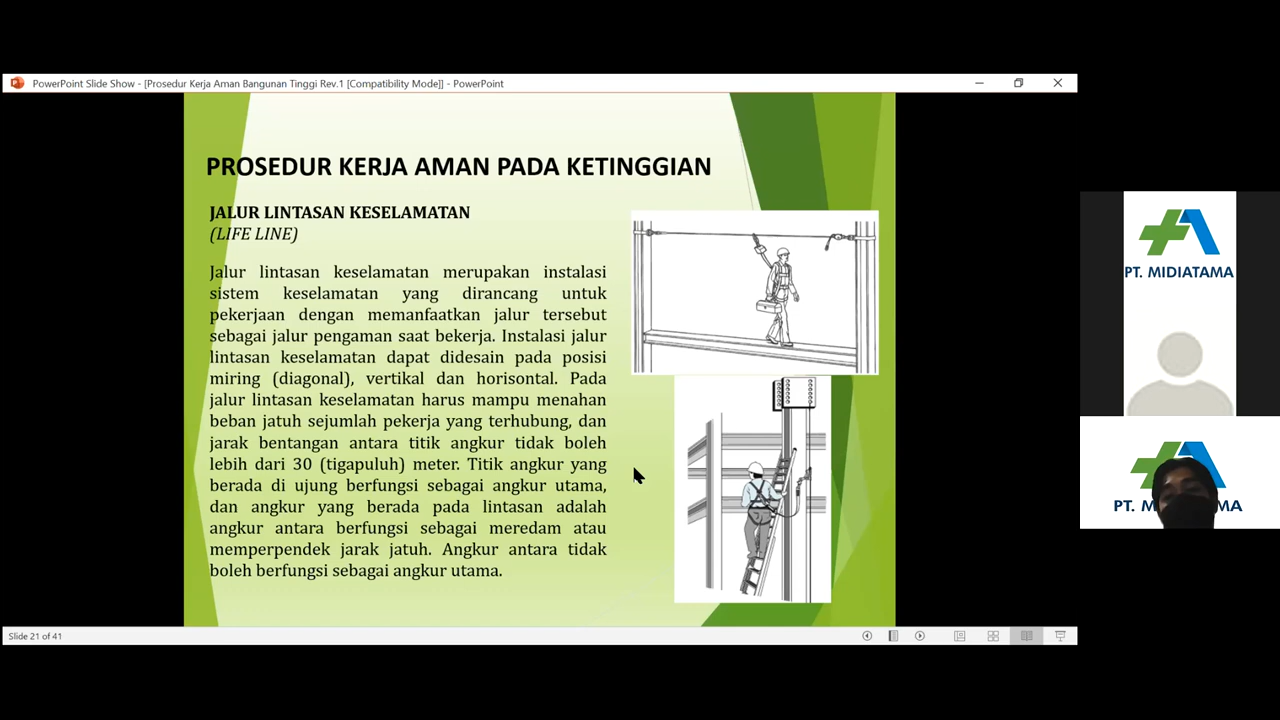 PowerPoint Slide Show - [Prosedur Kerja Aman Bangunan Tinggi Rev.1 [Compatibility Mode]] - PowerPoint
PROSEDUR KERJA AMAN PADA KETINGGIAN
JALUR LINTASAN KESELAMATAN
(LIFE LINE)
Jalur lintasan keselamatan merupakan instalasi
sistem keselamatan yang dirancang untuk
pekerjaan dengan memanfaatkan jalur tersebut
sebagai jalur pengaman saat bekerja. Instalasi jalur
lintasan keselamatan dapat didesain pada posisi
miring (diagonal), vertikal dan horisontal. Pada
jalur lintasan keselamatan harus mampu menahan
beban jatuh sejumlah pekerja yang terhubung, dan
jarak bentangan antara titik angkur tidak boleh
lebih dari 30 (tigapuluh) meter. Titik angkur yang
berada di ujung berfungsi sebagai angkur utama,
dan angkur yang berada pada lintasan adalah
angkur antara berfungsi sebagai meredam atau
memperpendek jarak jatuh. Angkur antara tidak
boleh berfungsi sebagai angkur utama.
Slide 21 of 41
PT. MIDIATAMA
PT. M MA